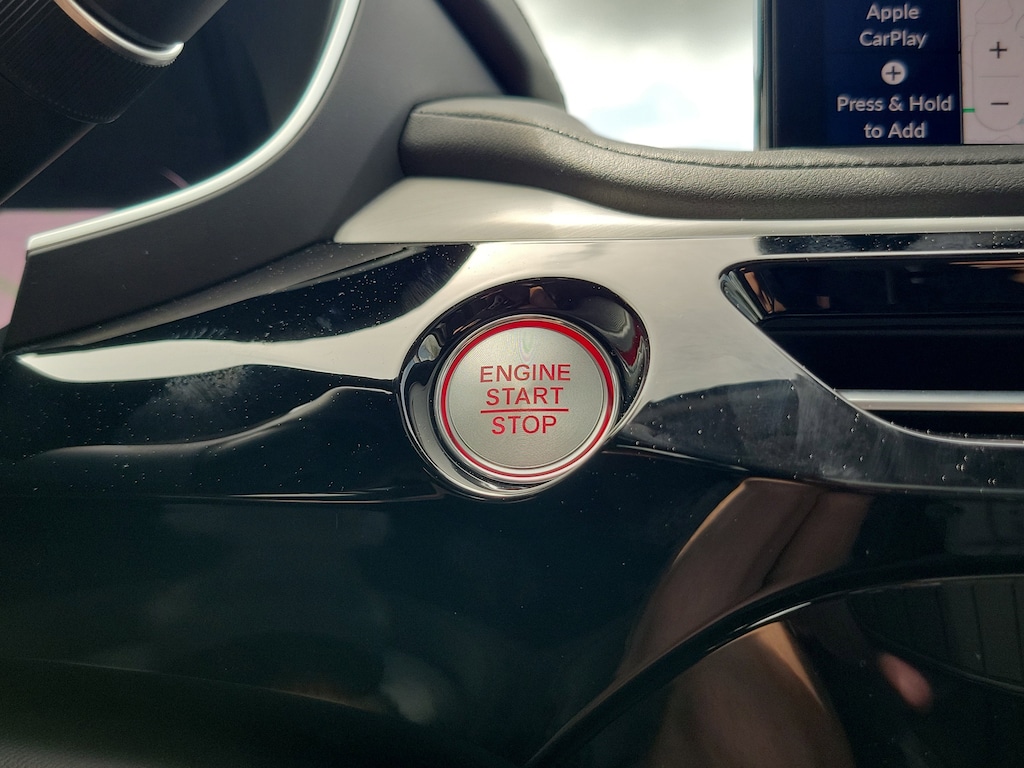 Apple
CarPlay
+
Press & Hold
to Add
+
−
ENGINE
START
STOP